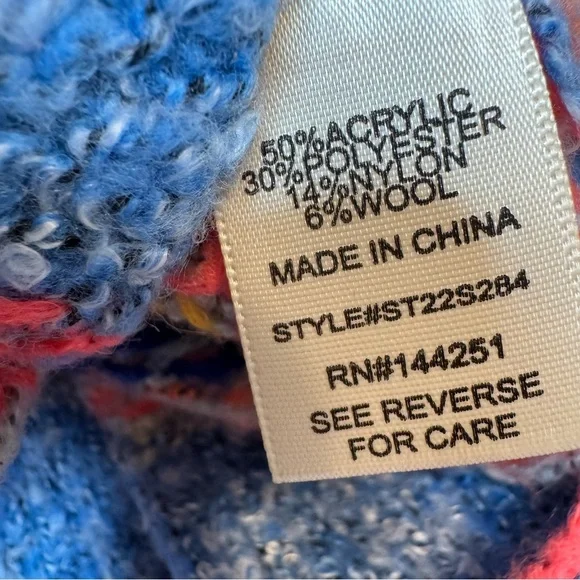 50%ACRYLIC
30%POLYESTER
14%NYLON
6%WOOL
MADE IN CHINA
STYLE#ST22S284
RN#144251
SEE REVERSE
FOR CARE